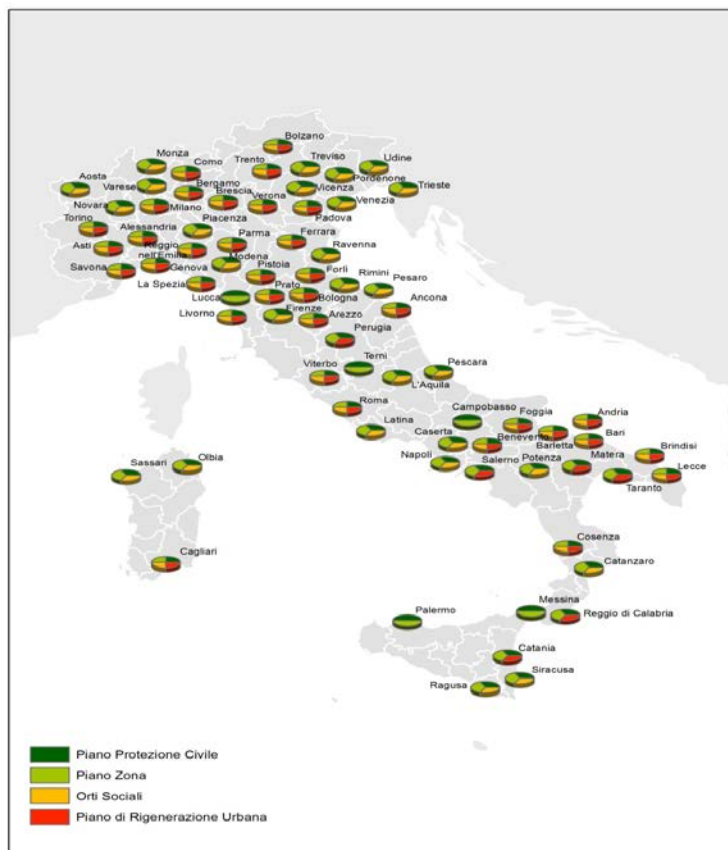 Bolzano
Monza
Como
Trento
Treviso
Udine
Aosta
Varese
Bergamo
Brescia
Verona
Vicenza
Pordenone
Trieste
Novara
Milano
Padova
Venezia
Torino
Alessandria
Piacenza
Parma
Ferrara
Asti
Reggio
nell'Emilia
Modena
Ravenna
Savona
Genova
Pistoia
Forlì
Rimini
Pesaro
La Spezia
Prato
Bologna
Lucca
Firenze
Arezzo
Ancona
Livorno
Perugia
Terni
Viterbo
L'Aquila
Pescara
Roma
Campobasso
Foggia
Andria
Latina
Caserta
Benevento
Barletta
Bari
Brindisi
Napoli
Salerno
Potenza
Matera
Lecce
Taranto
Sassari
Olbia
Cagliari
Cosenza
Catanzaro
Messina
Palermo
Reggio di Calabria
Catania
Siracusa
Ragusa
Piano Protezione Civile
Piano Zona
Orti Sociali
Piano di Rigenerazione Urbana